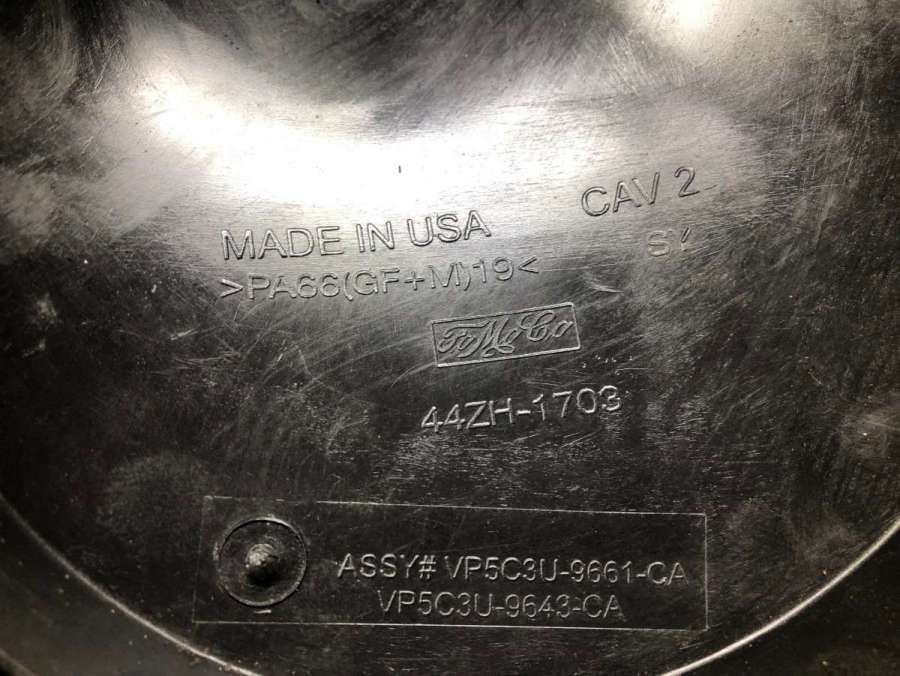 MADE IN USA
CAV 2
>PA66(GF+M)19<
FoMoCo
44ZH-1703
ASSY# VP5C3U-9661-CA
VP5C3U-9643-CA